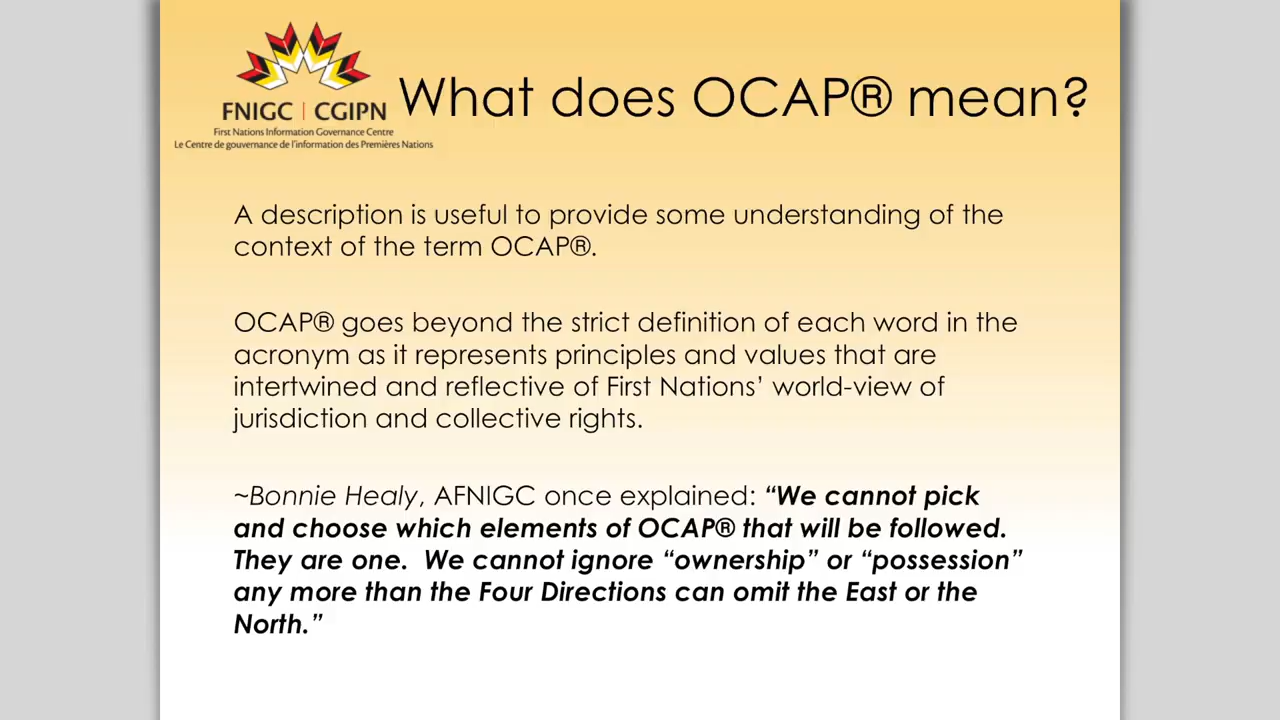 FNIGC | CGIPN
First Nations Information Governance Centre
Le Centre de gouvernance de l'information des Premières Nations
What does OCAP® mean?
A description is useful to provide some understanding of the
context of the term OCAP®.
OCAP® goes beyond the strict definition of each word in the
acronym as it represents principles and values that are
intertwined and reflective of First Nations’ world-view of
jurisdiction and collective rights.
~Bonnie Healy, AFNIGC once explained: “We cannot pick
and choose which elements of OCAP® that will be followed.
They are one.  We cannot ignore “ownership” or “possession”
any more than the Four Directions can omit the East or the
North.”